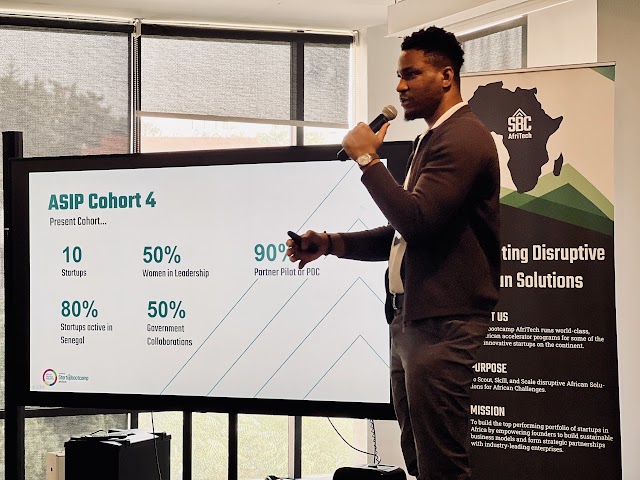 ASIP Cohort 4
Present Cohort...
10
Startups
50%
Women in Leadership
90%
Partner Pilot or POC
80%
Startups active in
Senegal
50%
Government
Collaborations
Startupbootcamp
SBC
AfriTech
ting Disruptive
n Solutions
T US
bootcamp AfriTech runs world-class,
rican accelerator programs for some of the
innovative startups on the continent.
PURPOSE
To Scout, Skill, and Scale disruptive African Solu-
ions for African Challenges.
MISSION
To build the top performing portfolio of startups in
Africa by empowering founders to build sustainable
business models and form strategic partnerships
with industry-leading enterprises.